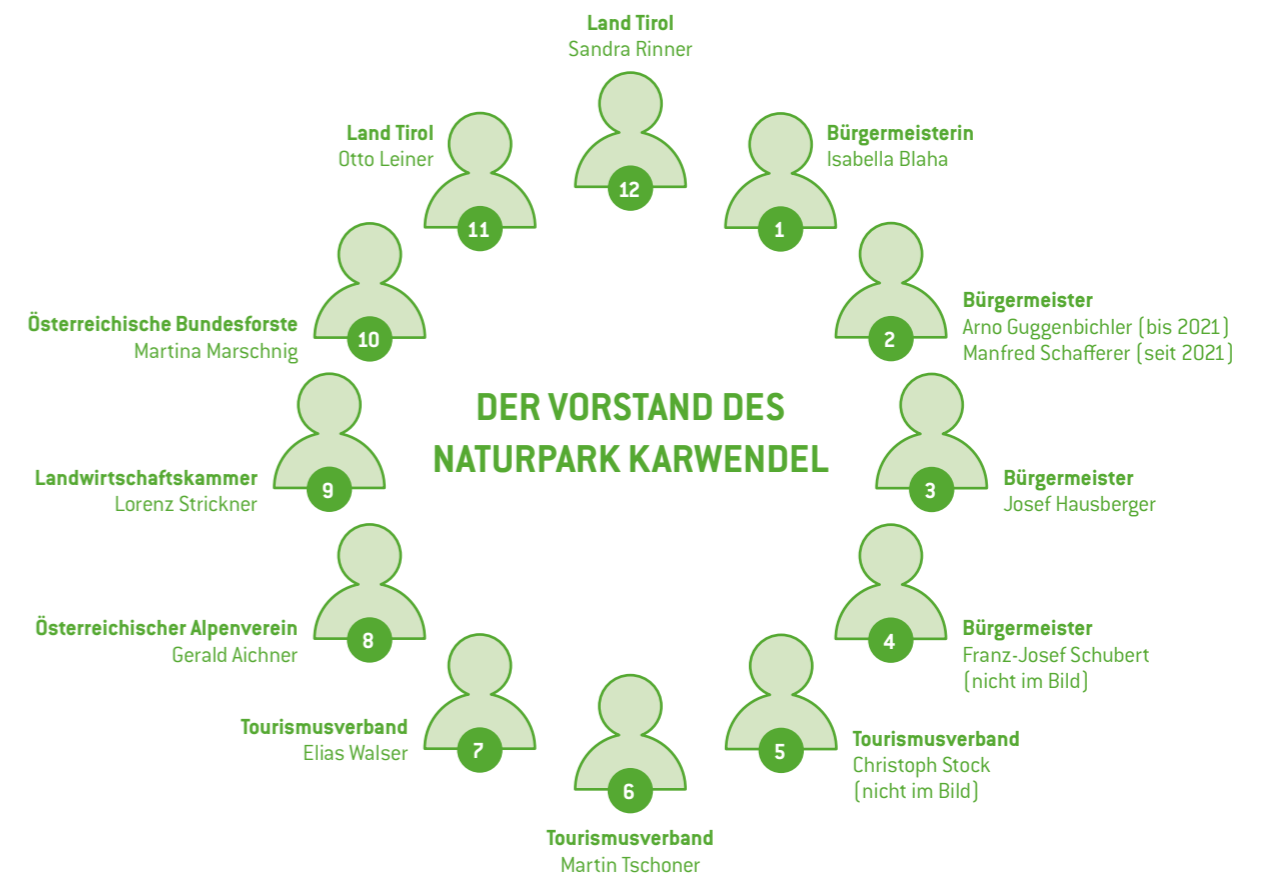 Land Tirol
Sandra Rinner
12
Bürgermeisterin
Isabella Blaha
1
Bürgermeister
Arno Guggenbichler (bis 2021)
Manfred Schafferer (seit 2021)
2
Bürgermeister
Josef Hausberger
3
Bürgermeister
Franz-Josef Schubert
(nicht im Bild)
4
Tourismusverband
Christoph Stock
(nicht im Bild)
5
6
Tourismusverband
Martin Tschoner
Tourismusverband
Elias Walser
7
Österreichischer Alpenverein
Gerald Aichner
8
Landwirtschaftskammer
Lorenz Strickner
9
Österreichische Bundesforste
Martina Marschnig
10
Land Tirol
Otto Leiner
11
DER VORSTAND DES
NATURPARK KARWENDEL